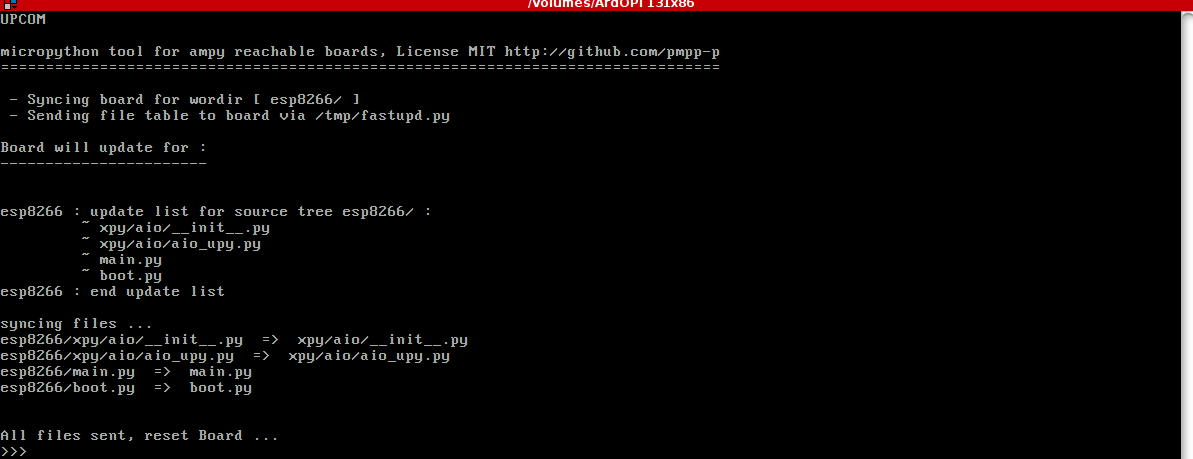 /Volumes/ArdOPI 131x86
UPCOM
micropython tool for ampy reachable boards, License MIT http://github.com/pmpp-p
================================================================================
- Syncing board for wordir [ esp8266/ ]
- Sending file table to board via /tmp/fastupd.py
Board will update for :
-----------------------
esp8266 : update list for source tree esp8266/ :
~ xpy/aio/__init__.py
~ xpy/aio/aio_upy.py
~ main.py
~ boot.py
esp8266 : end update list
syncing files ...
esp8266/xpy/aio/__init__.py  =>  xpy/aio/__init__.py
esp8266/xpy/aio/aio_upy.py  =>  xpy/aio/aio_upy.py
esp8266/main.py  =>  main.py
esp8266/boot.py  =>  boot.py
All files sent, reset Board ...
>>>